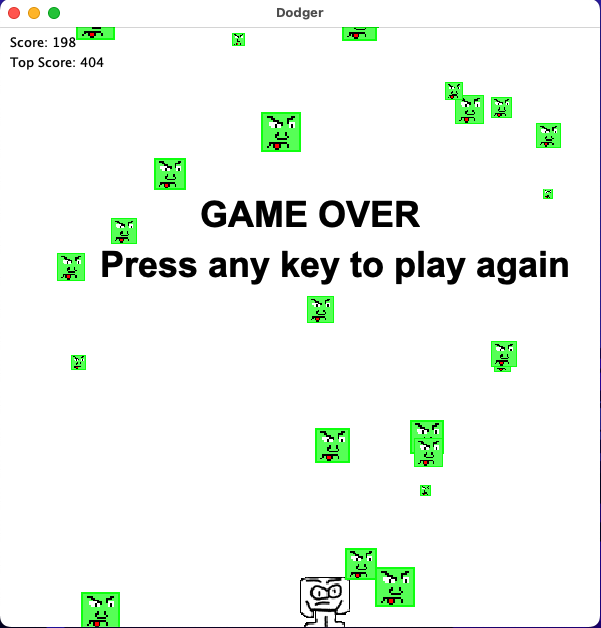 Dodger
Score: 198
Top Score: 404
GAME OVER
Press any key to play again